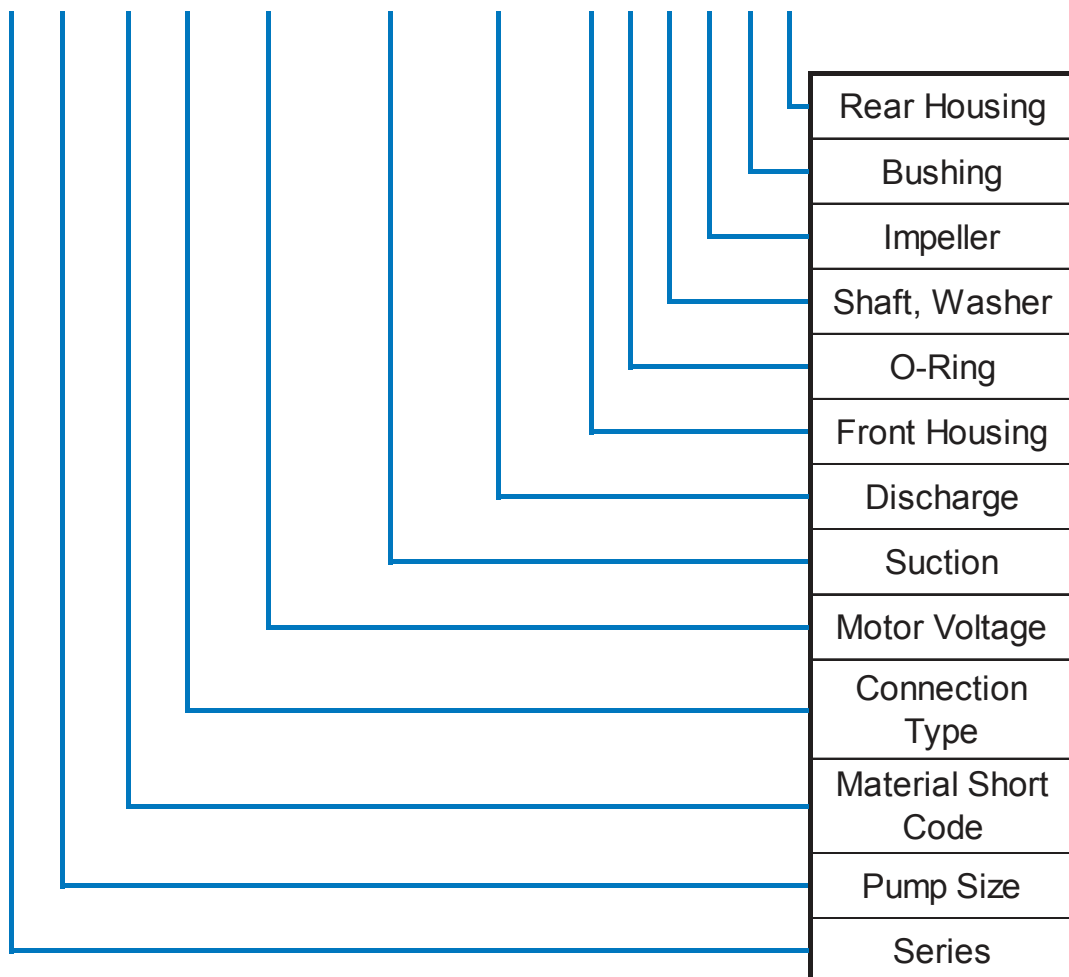 Rear Housing
Bushing
Impeller
Shaft, Washer
O-Ring
Front Housing
Discharge
Suction
Motor Voltage
Connection
Type
Material Short
Code
Pump Size
Series